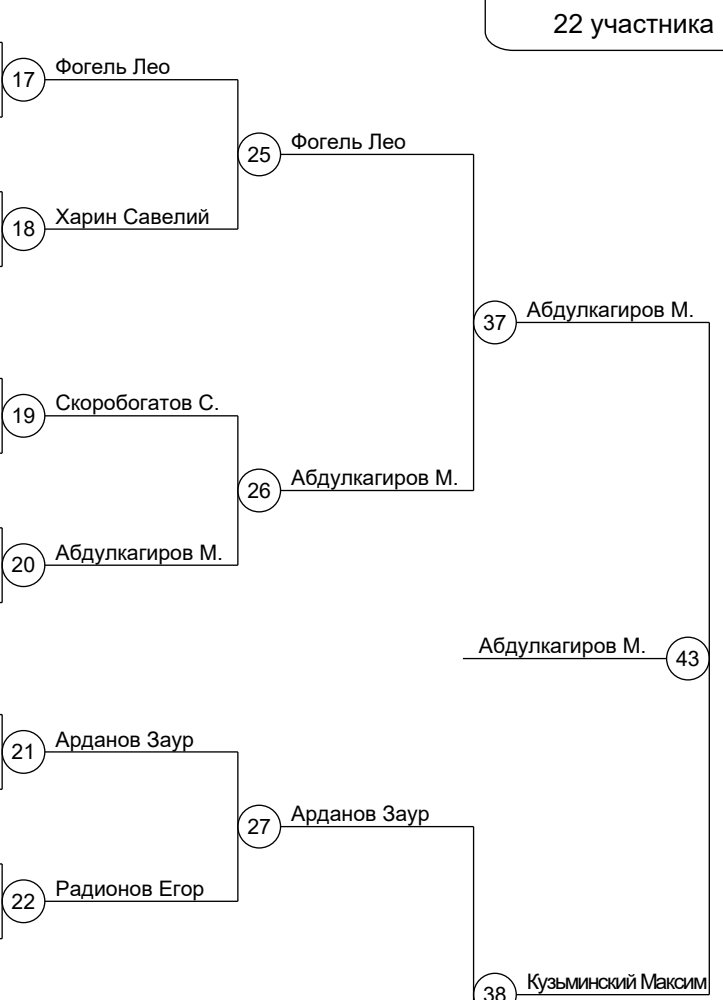 22 участника
17 Фогель Лео
25 Фогель Лео
18 Харин Савелий
37 Абдулкагиров М.
19 Скоробогатов С.
26 Абдулкагиров М.
20 Абдулкагиров М.
Абдулкагиров М. 43
21 Арданов Заур
27 Арданов Заур
22 Радионов Егор
38 Кузьминский Максим